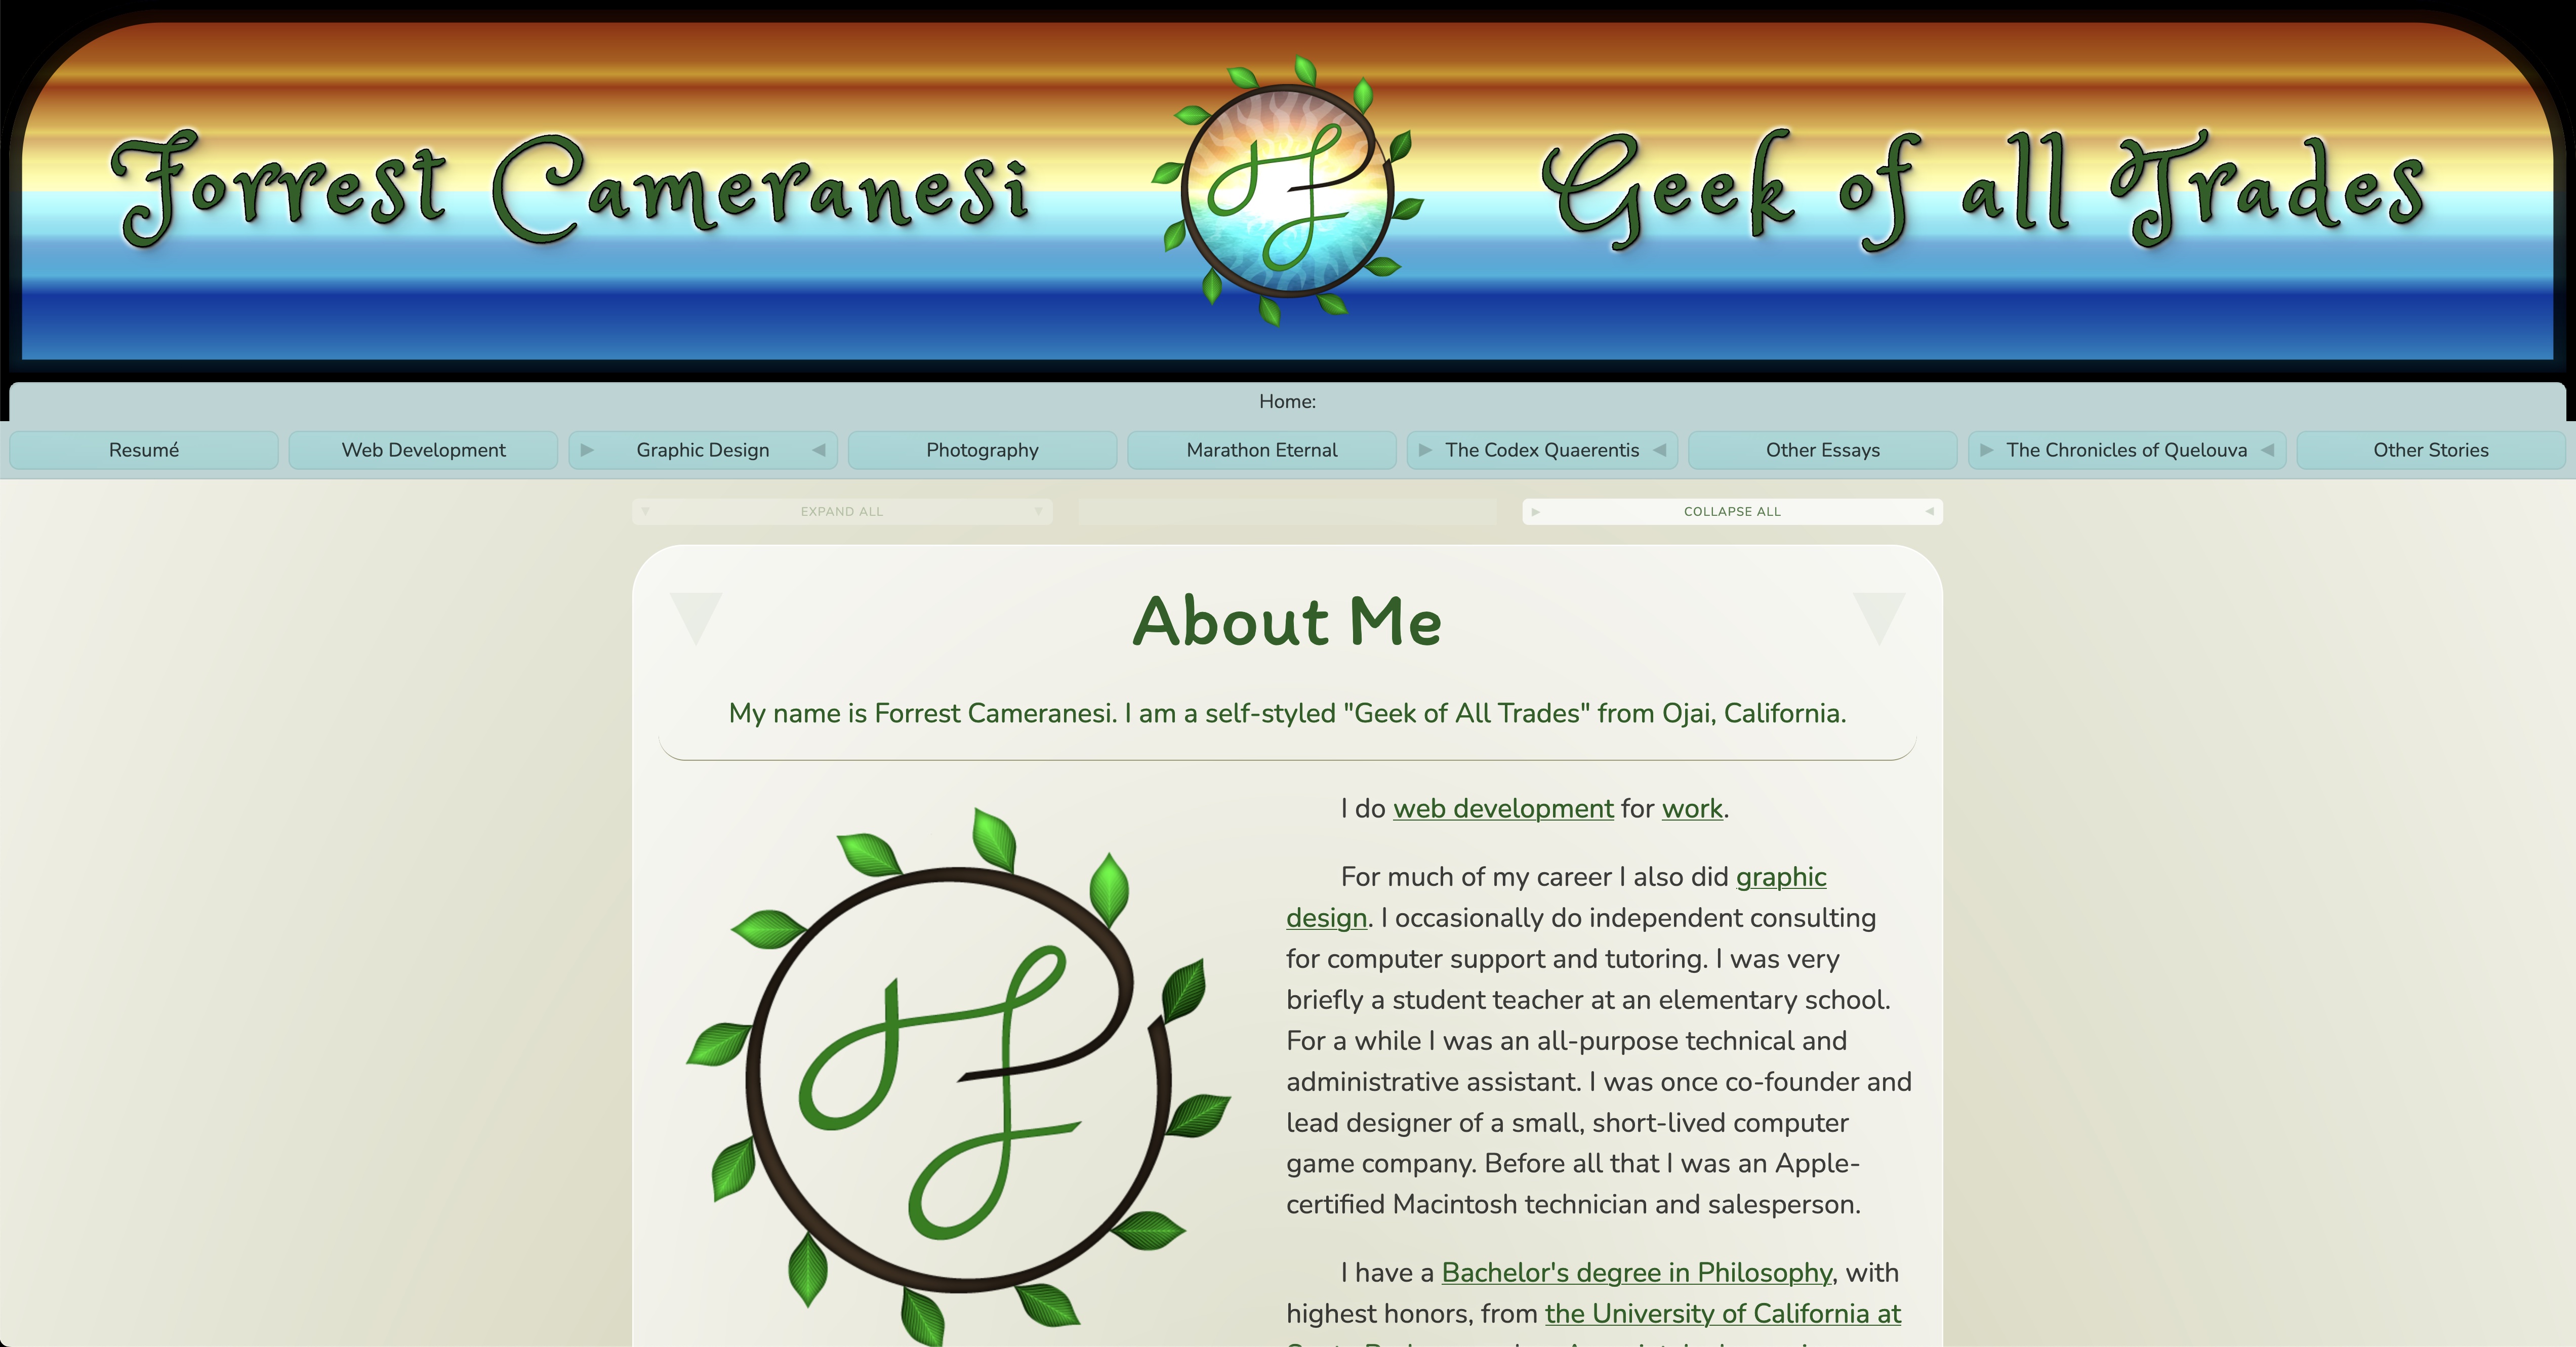 Forrest Cameranesi
Geek of all Trades
Home:
Resumé
Web Development
Graphic Design
Photography
Marathon Eternal
The Codex Quaerentis
Other Essays
The Chronicles of Quelouva
Other Stories
EXPAND ALL
COLLAPSE ALL
About Me
My name is Forrest Cameranesi. I am a self-styled "Geek of All Trades" from Ojai, California.
I do web development for work.
For much of my career I also did graphic
design. I occasionally do independent consulting
for computer support and tutoring. I was very
briefly a student teacher at an elementary school.
For a while I was an all-purpose technical and
administrative assistant. I was once co-founder and
lead designer of a small, short-lived computer
game company. Before all that I was an Apple-
certified Macintosh technician and salesperson.
I have a Bachelor's degree in Philosophy, with
highest honors, from the University of California at